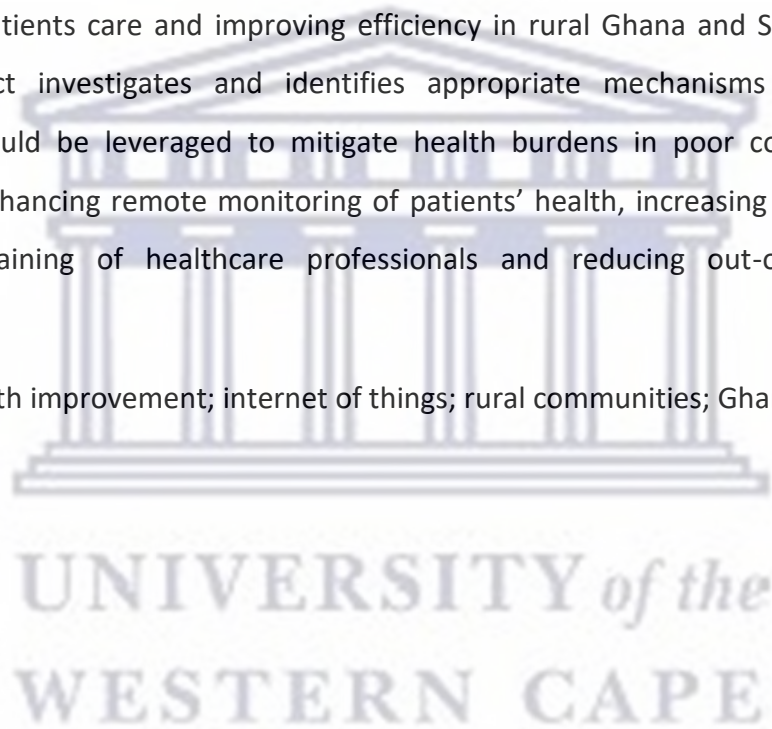 tients care and improving efficiency in rural Ghana and S
ct investigates and identifies appropriate mechanisms
uld be leveraged to mitigate health burdens in poor co
hancing remote monitoring of patients’ health, increasing
aining of healthcare professionals and reducing out-o
th improvement; internet of things; rural communities; Gha
UNIVERSITY of the
WESTERN CAPE